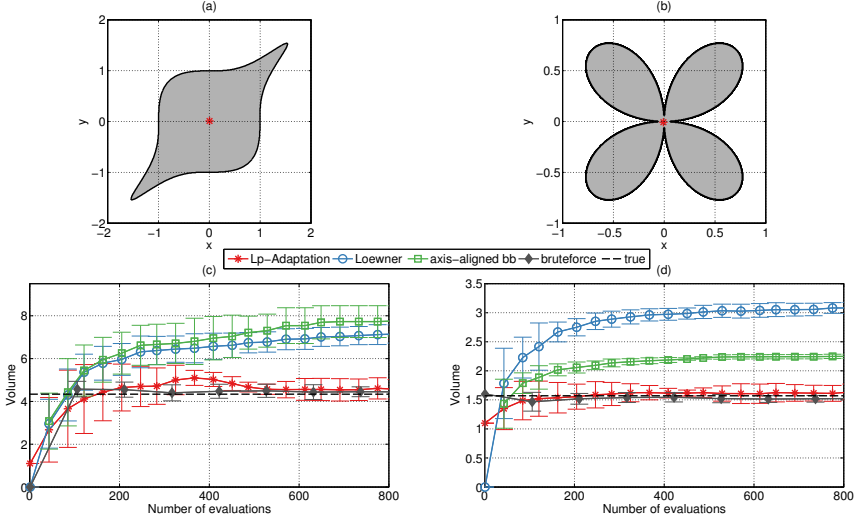 (a)
2
1
0
−1
−2
−2
−1
0
1
2
y
x
(b)
1
0.5
0
−0.5
−1
−1
−0.5
0
0.5
1
y
x
Lp−Adaptation
Loewner
axis−aligned bb
bruteforce
true
(c)
8
6
4
2
0
0
200
400
600
800
Volume
Number of evaluations
(d)
3.5
3
2.5
2
1.5
1
0.5
0
0
200
400
600
800
Volume
Number of evaluations